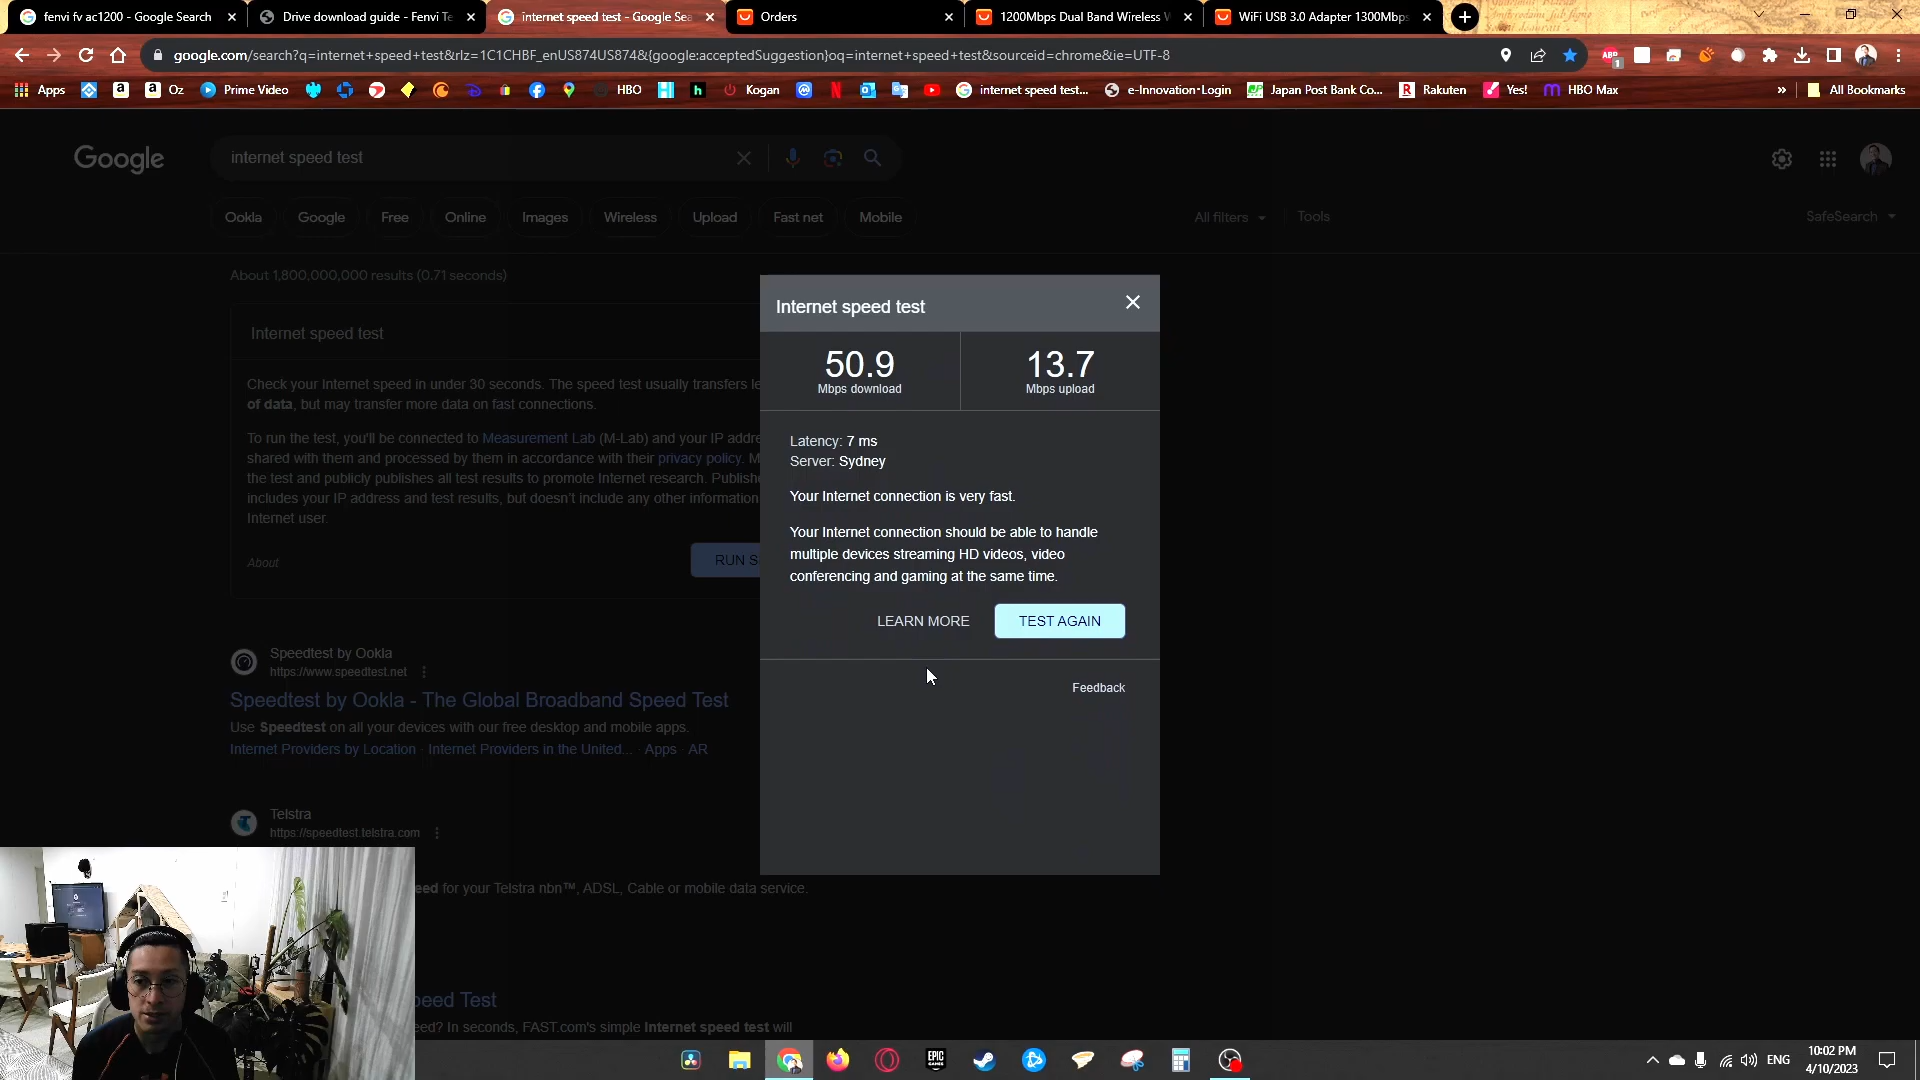 fenvi fv ac1200 - Google Search
Drive download guide - Fenvi Te
internet speed test - Google Sea
Orders
1200Mbps Dual Band Wireless W
WiFi USB 3.0 Adapter 1300Mbps
google.com/search?q=internet+speed+test&rlz=1C1CHBF_enUS874US874&{google:acceptedSuggestion}oq=internet+speed+test&sourceid=chrome&ie=UTF-8
Apps
Oz
Prime Video
HBO
Kogan
internet speed test...
e-Innovation･Login
Japan Post Bank Co...
Rakuten
Yes!
HBO Max
»
All Bookmarks
Google
internet speed test
Ookla
Google
Free
Online
Images
Wireless
Upload
Fast net
Mobile
All filters
Tools
SafeSearch
About 1,800,000,000 results (0.71 seconds)
Internet speed test
Check your Internet speed in under 30 seconds. The speed test usually transfers le
of data, but may transfer more data on fast connections.
To run the test, you'll be connected to Measurement Lab (M-Lab) and your IP addre
shared with them and processed by them in accordance with their privacy policy. M
the test and publicly publishes all test results to promote Internet research. Publish
includes your IP address and test results, but doesn't include any other information
Internet user.
About
RUN S
Internet speed test
50.9
Mbps download
13.7
Mbps upload
Latency: 7 ms
Server: Sydney
Your Internet connection is very fast.
Your Internet connection should be able to handle
multiple devices streaming HD videos, video
conferencing and gaming at the same time.
LEARN MORE
TEST AGAIN
Feedback
Speedtest by Ookla
https://www.speedtest.net
Speedtest by Ookla - The Global Broadband Speed Test
Use Speedtest on all your devices with our free desktop and mobile apps.
Internet Providers by Location · Internet Providers in the United... · Apps · AR
Telstra
https://speedtest.telstra.com
eed for your Telstra nbn™, ADSL, Cable or mobile data service.
peed Test
eed? In seconds, FAST.com's simple Internet speed test will
EPIC
GAMES
ENG
10:02 PM
4/10/2023